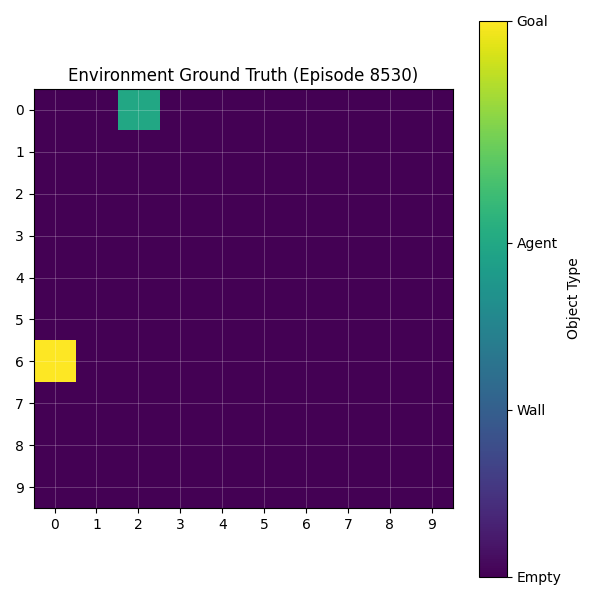 Environment Ground Truth (Episode 8530)
0
1
2
3
4
5
6
7
8
9
0 1 2 3 4 5 6 7 8 9
Goal
Agent
Wall
Empty
Object Type